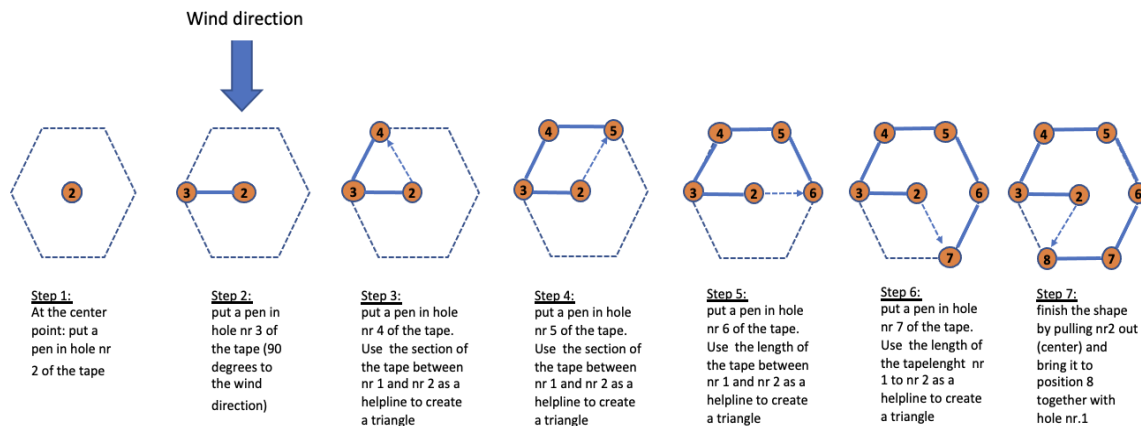 Wind direction
2
3 2
4
3 2
4 5
3 2
4 5
3 2 6
4 5
3 2 6
7
4 5
3 2 6
8 7
Step 1:
At the center
point: put a
pen in hole nr
2 of the tape
Step 2:
put a pen in
hole nr 3 of
the tape (90
degrees to
the wind
direction)
Step 3:
put a pen in hole
nr 4 of the tape.
Use the section of
the tape between
nr 1 and nr 2 as a
helpline to create
a triangle
Step 4:
put a pen in hole
nr 5 of the tape.
Use the section of
the tape between
nr 1 and nr 2 as a
helpline to create
a triangle
Step 5:
put a pen in hole
nr 6 of the tape.
Use the length of
the tape between
nr 1 and nr 2 as a
helpline to create
a triangle
Step 6:
put a pen in hole
nr 7 of the tape.
Use the length of
the tapelenght nr
1 to nr 2 as a
helpline to create
a triangle
Step 7:
finish the shape
by pulling nr2 out
(center) and
bring it to
position 8
together with
hole nr.1